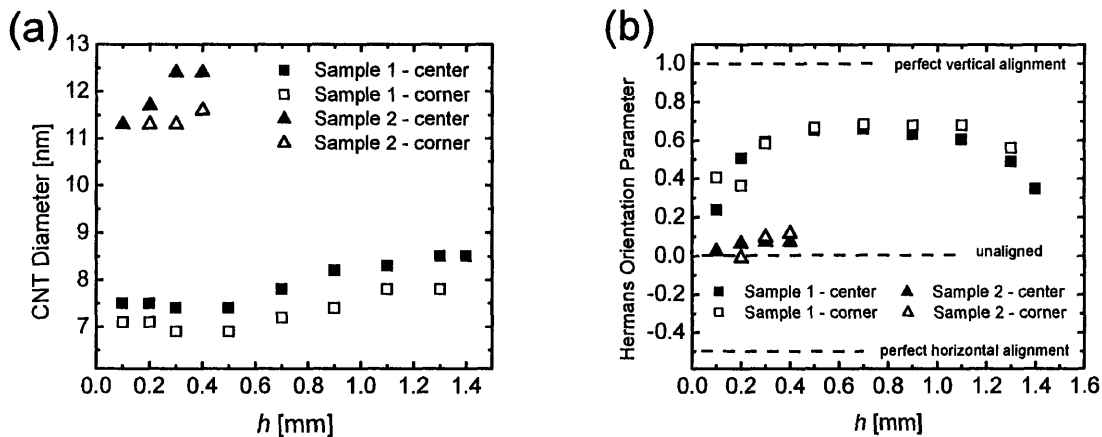 (a)
13
12
11
10
9
8
7
6
CNT Diameter [nm]
Sample 1 - center
Sample 1 - corner
Sample 2 - center
Sample 2 - corner
0.0 0.2 0.4 0.6 0.8 1.0 1.2 1.4
h [mm]
(b)
1.0
0.8
0.6
0.4
0.2
0.0
-0.2
-0.4
Hermans Orientation Parameter
perfect vertical alignment
unaligned
Sample 1 - center Sample 2 - center
Sample 1 - corner Sample 2 - corner
perfect horizontal alignment
0.0 0.2 0.4 0.6 0.8 1.0 1.2 1.4 1.6
h [mm]